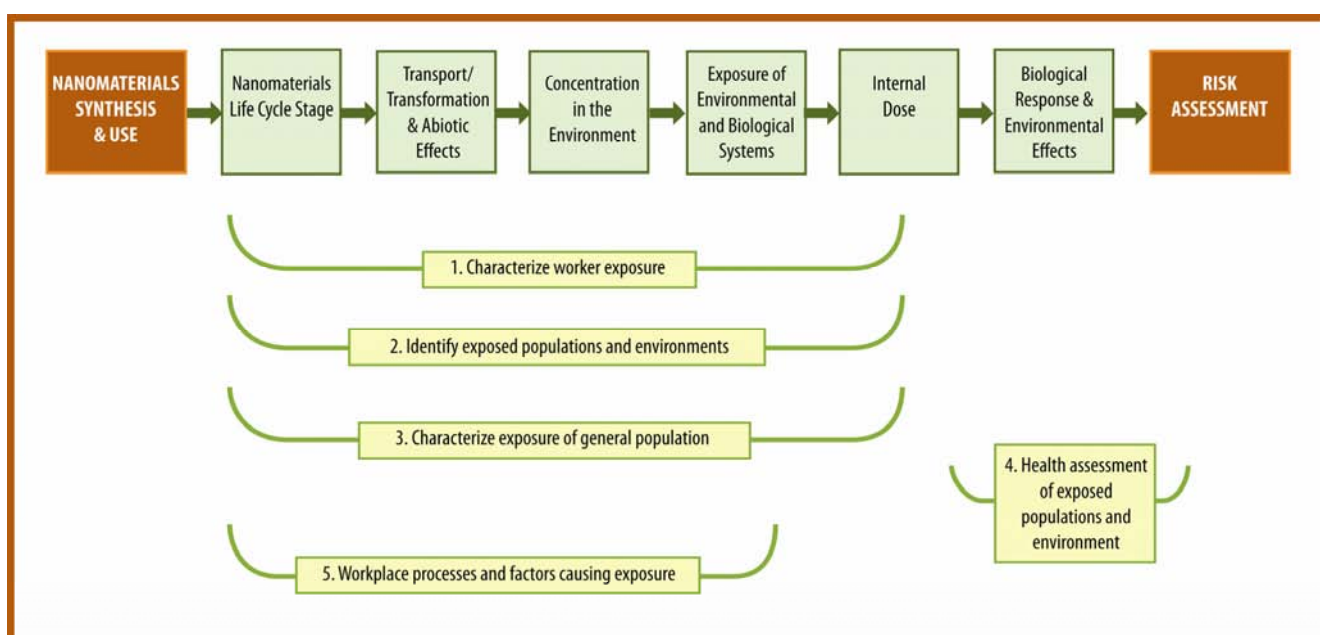 NANOMATERIALS
SYNTHESIS
& USE
Nanomaterials
Life Cycle Stage
Transport/
Transformation
& Abiotic
Effects
Concentration
in the
Environment
Exposure of
Environmental
and Biological
Systems
Internal
Dose
Biological
Response &
Environmental
Effects
RISK
ASSESSMENT
1. Characterize worker exposure
2. Identify exposed populations and environments
3. Characterize exposure of general population
4. Health assessment
of exposed
populations and
environment
5. Workplace processes and factors causing exposure